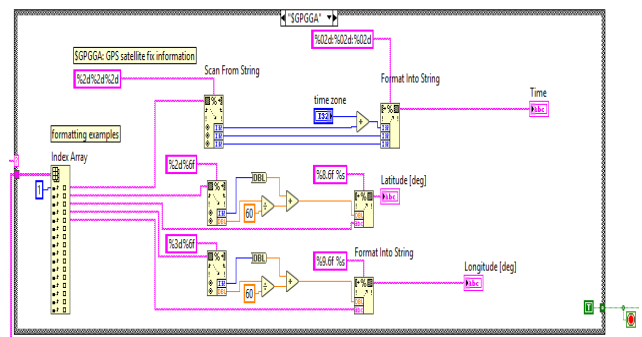 "$GPGGA"
%02d:%02d:%02d
$GPGGA: GPS satellite fix information
Scan From String
Format Into String
%2d%2d%2d
time zone
Time
I32
abc
formatting examples
Index Array
%2d%6f
DBL
%8.6f %s
Latitude [deg]
abc
1
60
%3d%6f
DBL
%9.6f %s
Format Into String
Longitude [deg]
abc
60
T